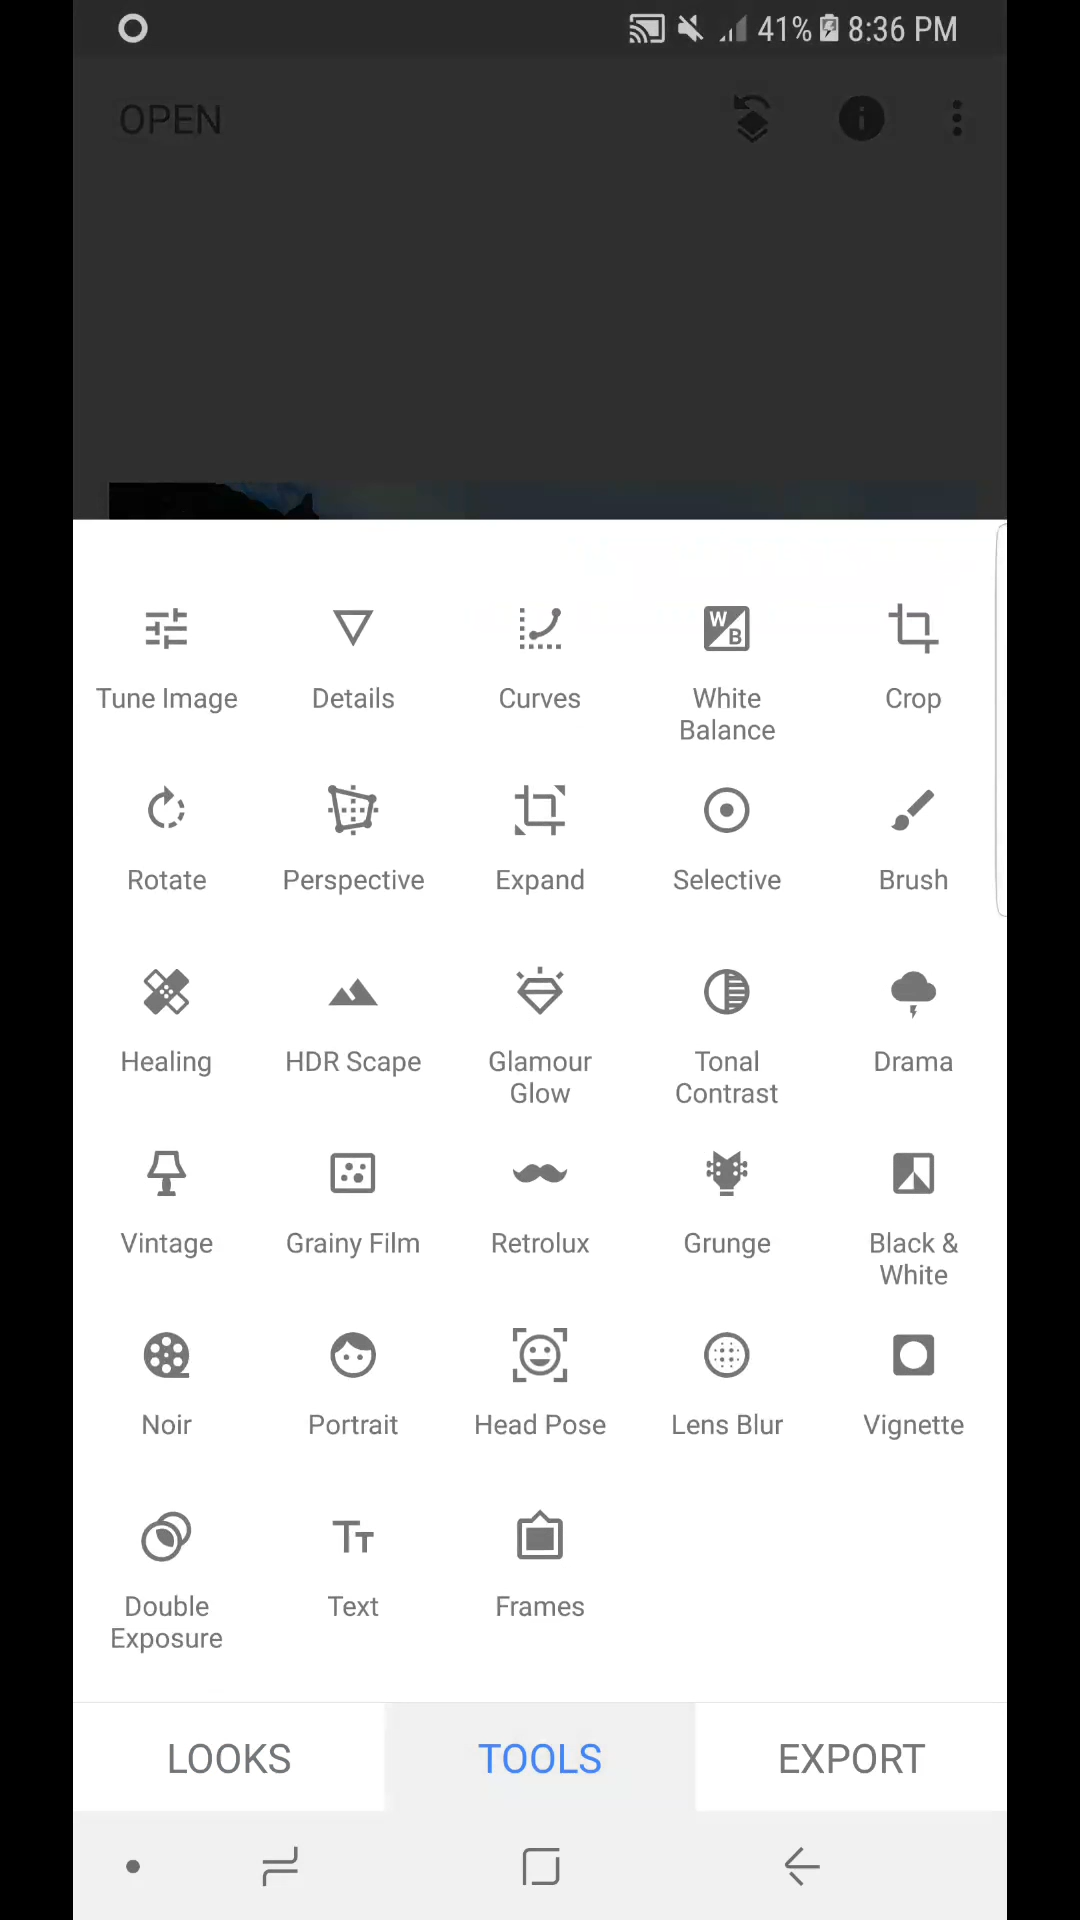 41% 8:36 PM
OPEN
Tune Image Details Curves White Balance Crop
Rotate Perspective Expand Selective Brush
Healing HDR Scape Glamour Glow Tonal Contrast Drama
Vintage Grainy Film Retrolux Grunge Black & White
Noir Portrait Head Pose Lens Blur Vignette
Double Exposure Text Frames
LOOKS TOOLS EXPORT